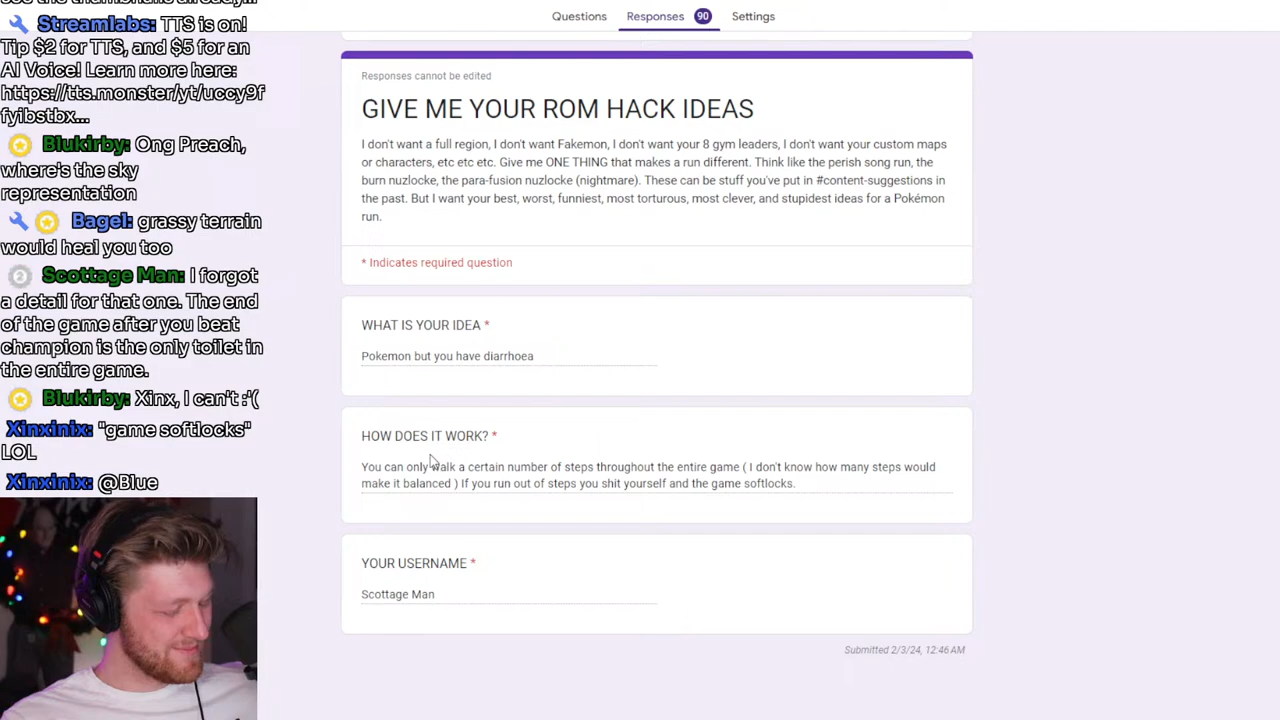 see the thumbnails already...
Streamlabs: TTS is on!
Tip $2 for TTS, and $5 for an
AI Voice! Learn more here:
https://tts.monster/yt/uccy9f
fyibstbx...
Blukirby: Ong Preach,
where's the sky
representation
Bagel: grassy terrain
would heal you too
2 Scottage Man: I forgot
a detail for that one. The end
of the game after you beat
champion is the only toilet in
the entire game.
Blukirby: Xinx, I can't :'(
Xinxinix: "game softlocks"
LOL
Xinxinix: @Blue
Questions
Responses 90
Settings
Responses cannot be edited
GIVE ME YOUR ROM HACK IDEAS
I don't want a full region, I don't want Fakemon, I don't want your 8 gym leaders, I don't want your custom maps
or characters, etc etc etc. Give me ONE THING that makes a run different. Think like the perish song run, the
burn nuzlocke, the para-fusion nuzlocke (nightmare). These can be stuff you've put in #content-suggestions in
the past. But I want your best, worst, funniest, most torturous, most clever, and stupidest ideas for a Pokémon
run.
* Indicates required question
WHAT IS YOUR IDEA *
Pokemon but you have diarrhoea
HOW DOES IT WORK? *
You can only walk a certain number of steps throughout the entire game ( I don't know how many steps would
make it balanced ) If you run out of steps you shit yourself and the game softlocks.
YOUR USERNAME *
Scottage Man
Submitted 2/3/24, 12:46 AM